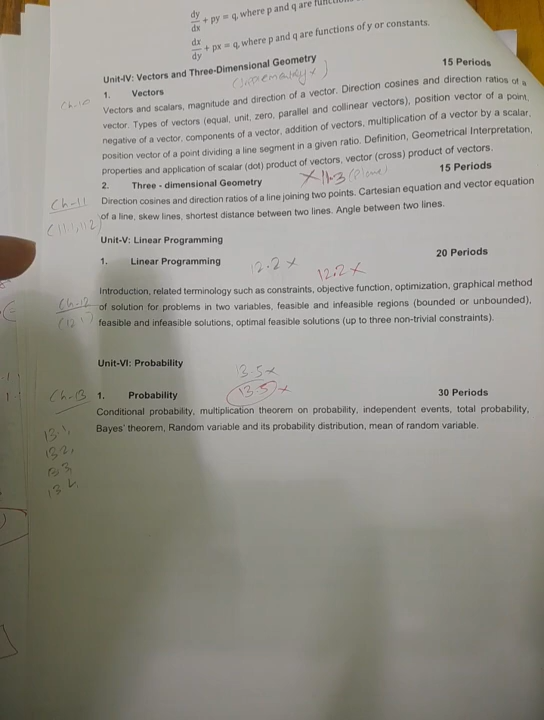 dy/dx + py = q, where p and q are functions
dx/dy + px = q, where p and q are functions of y or constants.
Unit-IV: Vectors and Three-Dimensional Geometry
1. Vectors 15 Periods
Ch-10
Vectors and scalars, magnitude and direction of a vector. Direction cosines and direction ratios of a
vector. Types of vectors (equal, unit, zero, parallel and collinear vectors), position vector of a point,
negative of a vector, components of a vector, addition of vectors, multiplication of a vector by a scalar,
position vector of a point dividing a line segment in a given ratio. Definition, Geometrical Interpretation,
properties and application of scalar (dot) product of vectors, vector (cross) product of vectors.
2. Three - dimensional Geometry X 11.3 (Plane) 15 Periods
Ch-11
Direction cosines and direction ratios of a line joining two points. Cartesian equation and vector equation
(11.1, 11.2)
of a line, skew lines, shortest distance between two lines. Angle between two lines.
Unit-V: Linear Programming
1. Linear Programming 12.2 X 20 Periods
12.2 X
Introduction, related terminology such as constraints, objective function, optimization, graphical method
Ch-12
of solution for problems in two variables, feasible and infeasible regions (bounded or unbounded),
(12.1)
feasible and infeasible solutions, optimal feasible solutions (up to three non-trivial constraints).
Unit-VI: Probability
13.5 x
Ch-13 1. Probability 13.5 x 30 Periods
Conditional probability, multiplication theorem on probability, independent events, total probability,
Bayes' theorem, Random variable and its probability distribution, mean of random variable.
13.1,
13.2,
13.3,
13.4